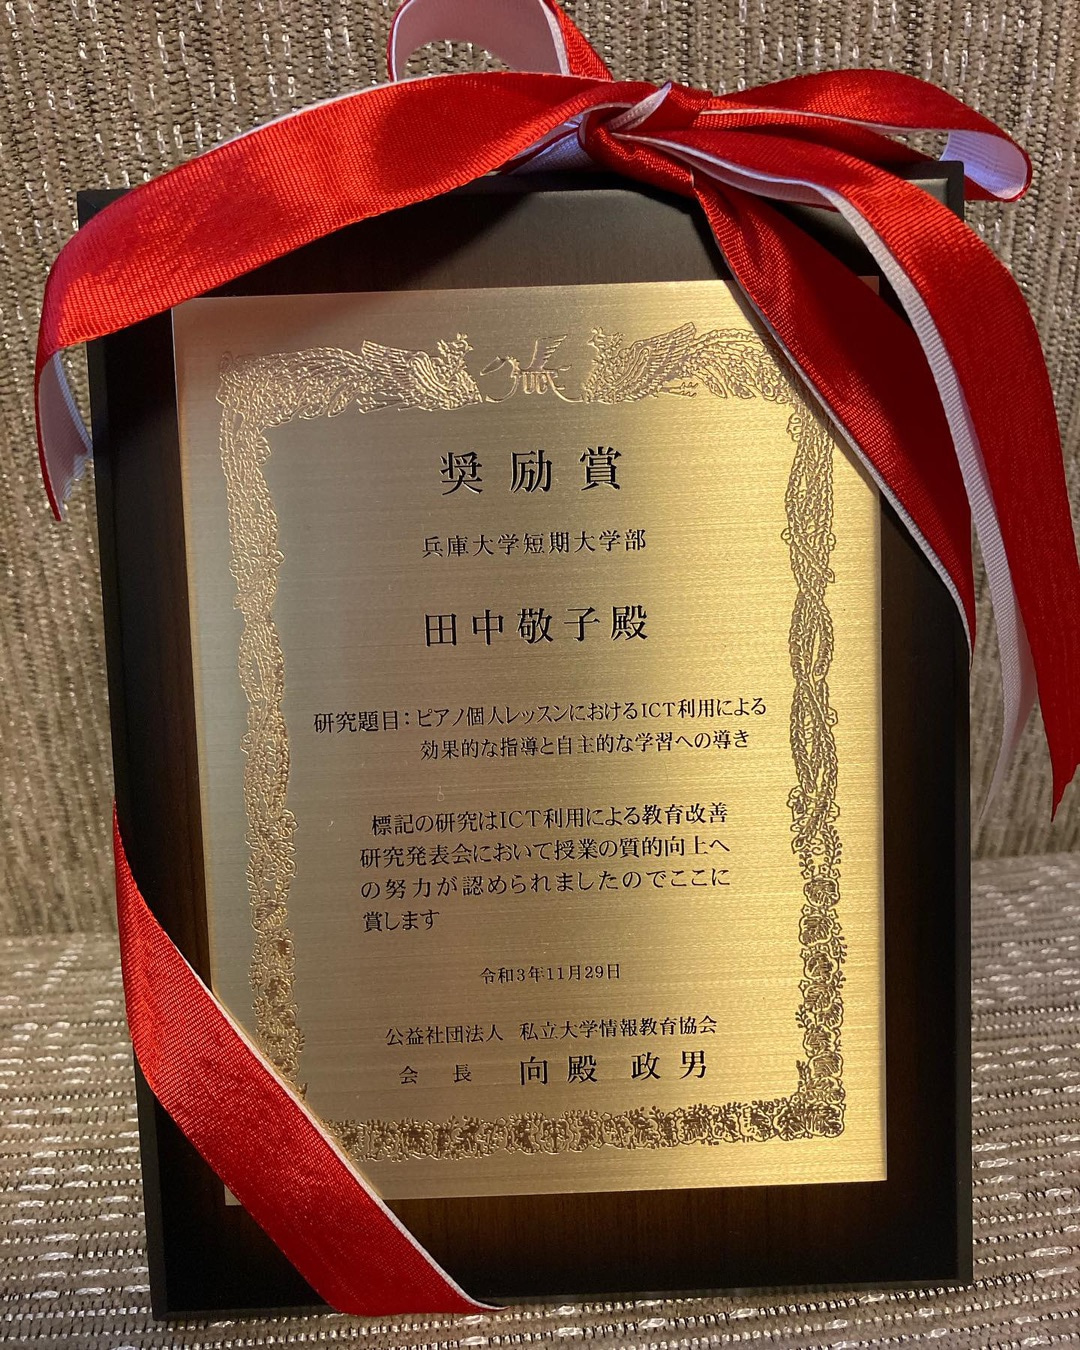 奨励賞
兵庫大学短期大学部
田中敬子殿
研究題目：ピアノ個人レッスンにおけるICT利用による
効果的な指導と自主的な学習への導き
標記の研究はICT利用による教育改善
研究発表会において授業の質的向上へ
の努力が認められましたのでここに
賞します
令和3年11月29日
公益社団法人 私立大学情報教育協会
会長 向殿 政男